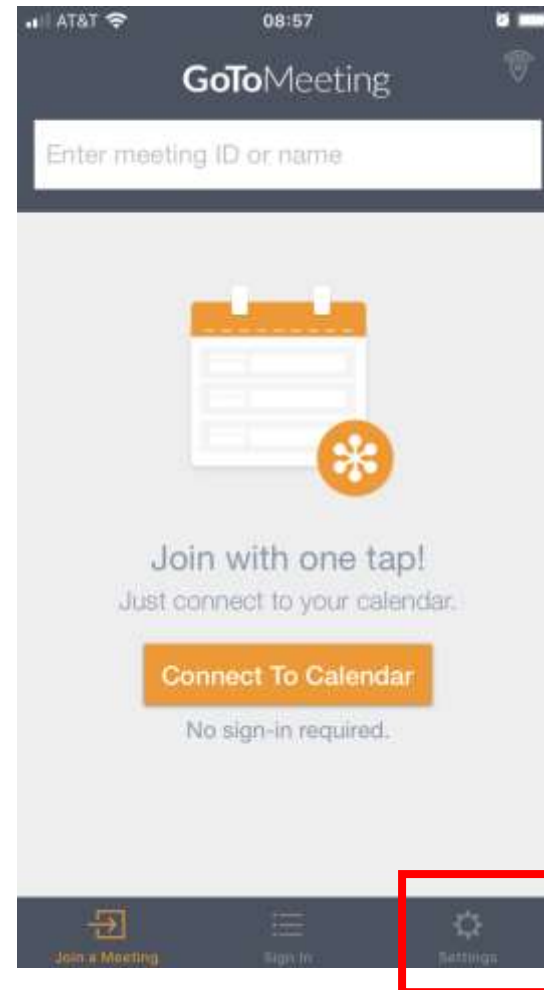 AT&T 08:57
GoToMeeting
Enter meeting ID or name
Join with one tap!
Just connect to your calendar.
Connect To Calendar
No sign-in required.
Join a Meeting Sign In Settings